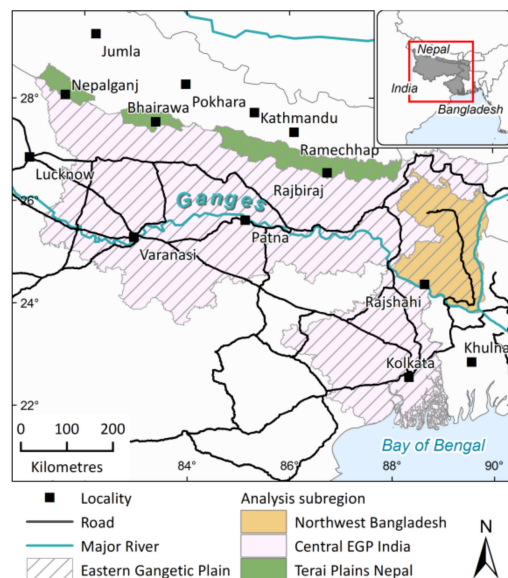 Jumla
Nepalganj
28°
Bhairawa
Pokhara
Kathmandu
Ramechhap
Nepal
India
Bangladesh
Lucknow
26°
Ganges
Rajbiraj
Patna
Varanasi
24°
Rajshahi
Khulna
Kolkata
22°
0 100 200
Kilometres
Bay of Bengal
84°
86°
88°
90°
Locality
Road
Major River
Eastern Gangetic Plain
Analysis subregion
Northwest Bangladesh
Central EGP India
Terai Plains Nepal
N